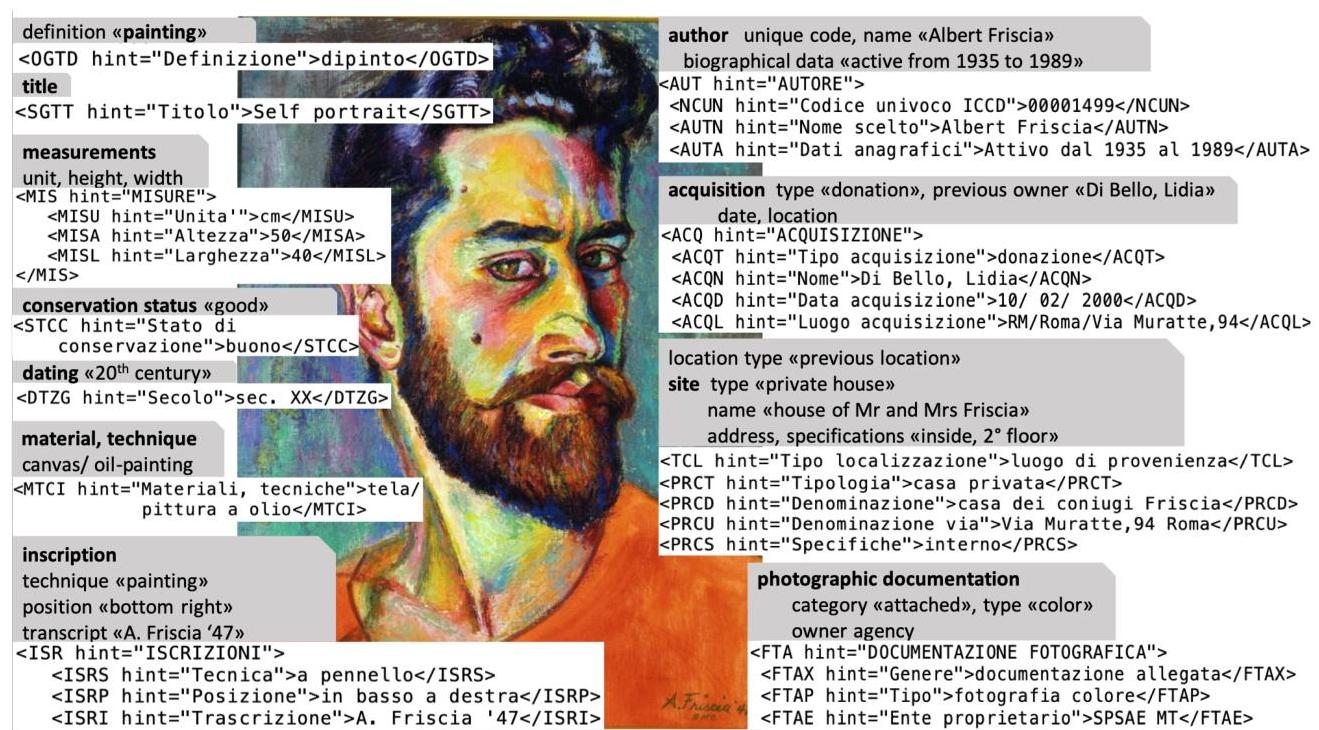 definition «painting»
<OGTD hint="Definizione">dipinto</OGTD>
title
<SGTT hint="Titolo">Self portrait</SGTT>
measurements
unit, height, width
<MIS hint="MISURE">
<MISU hint="Unita'">cm</MISU>
<MISA hint="Altezza">50</MISA>
<MISL hint="Larghezza">40</MISL>
</MIS>
conservation status «good»
<STCC hint="Stato di
conservazione">buono</STCC>
dating «20th century»
<DTZG hint="Secolo">sec. XX</DTZG>
material, technique
canvas/ oil-painting
<MTCI hint="Materiali, tecniche">tela/
pittura a olio</MTCI>
inscription
technique «painting»
position «bottom right»
transcript «A. Friscia ‘47»
<ISR hint="ISCRIZIONI">
<ISRS hint="Tecnica">a pennello</ISRS>
<ISRP hint="Posizione">in basso a destra</ISRP>
<ISRI hint="Trascrizione">A. Friscia '47</ISRI>
author unique code, name «Albert Friscia»
biographical data «active from 1935 to 1989»
<AUT hint="AUTORE">
<NCUN hint="Codice univoco ICCD">00001499</NCUN>
<AUTN hint="Nome scelto">Albert Friscia</AUTN>
<AUTA hint="Dati anagrafici">Attivo dal 1935 al 1989</AUTA>
acquisition type «donation», previous owner «Di Bello, Lidia»
date, location
<ACQ hint="ACQUISIZIONE">
<ACQT hint="Tipo acquisizione">donazione</ACQT>
<ACQN hint="Nome">Di Bello, Lidia</ACQN>
<ACQD hint="Data acquisizione">10/ 02/ 2000</ACQD>
<ACQL hint="Luogo acquisizione">RM/Roma/Via Muratte,94</ACQL>
location type «previous location»
site type «private house»
name «house of Mr and Mrs Friscia»
address, specifications «inside, 2° floor»
<TCL hint="Tipo localizzazione">luogo di provenienza</TCL>
<PRCT hint="Tipologia">casa privata</PRCT>
<PRCD hint="Denominazione">casa dei coniugi Friscia</PRCD>
<PRCU hint="Denominazione via">Via Muratte,94 Roma</PRCU>
<PRCS hint="Specifiche">interno</PRCS>
photographic documentation
category «attached», type «color»
owner agency
<FTA hint="DOCUMENTAZIONE FOTOGRAFICA">
<FTAX hint="Genere">documentazione allegata</FTAX>
<FTAP hint="Tipo">fotografia colore</FTAP>
<FTAE hint="Ente proprietario">SPSAE MT</FTAE>
A. Friscia